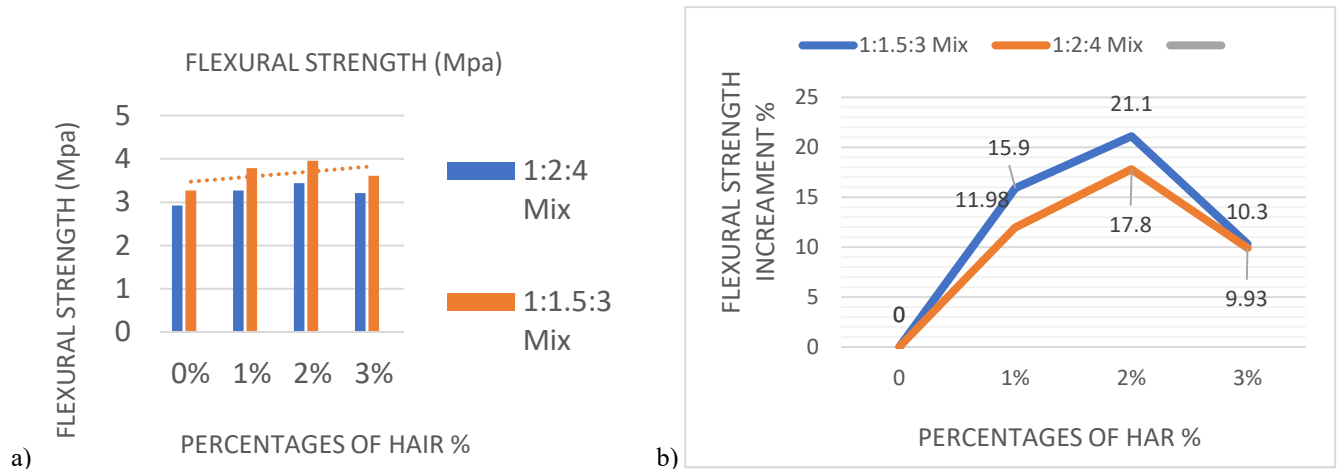 FLEXURAL STRENGTH (Mpa)
FLEXURAL STRENGTH (Mpa)
5
4
3
2
1
0
0% 1% 2% 3%
PERCENTAGES OF HAIR %
1:2:4
Mix
1:1.5:3
Mix
a)
1:1.5:3 Mix 1:2:4 Mix
FLEXURAL STRENGTH
INCREAMENT %
25
20
15
10
5
0
0
15.9
21.1
10.3
0
11.98
17.8
9.93
0 1% 2% 3%
PERCENTAGES OF HAR %
b)